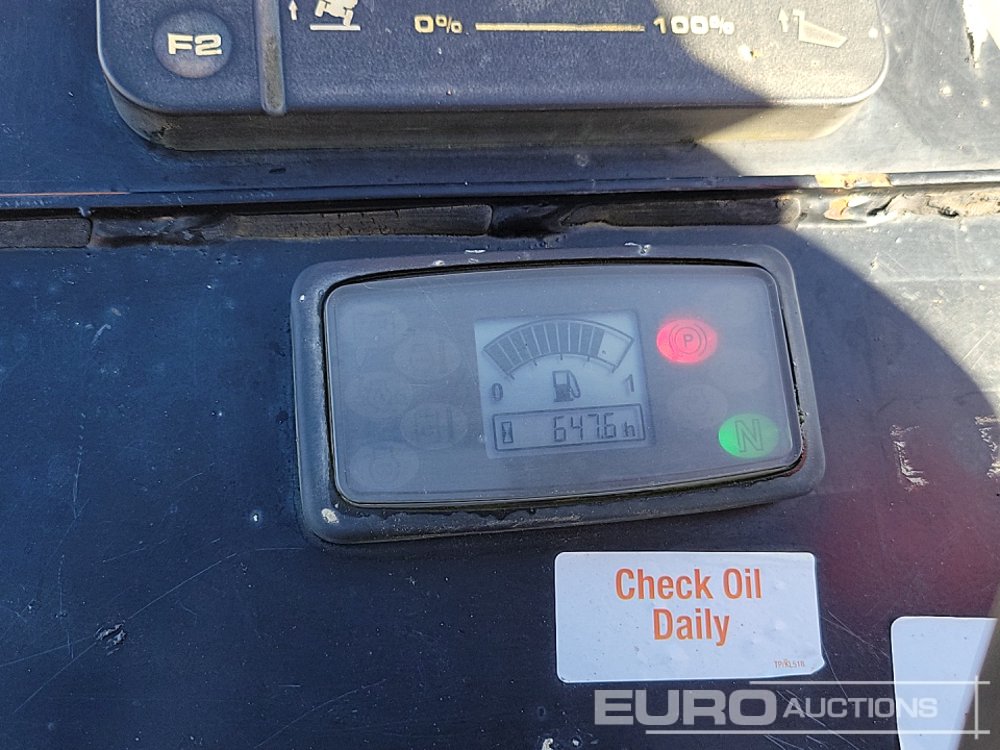 F2
0% 100%
P
0 1
647.6 h
N
Check Oil
Daily
EURO AUCTIONS